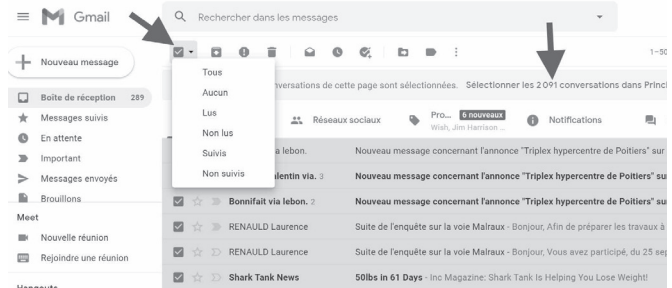 Gmail
Rechercher dans les messages
Nouveau message
1–50
Tous
Aucun
Lus
Non lus
Suivis
Non suivis
nversations de cette page sont sélectionnées. Sélectionner les 2 091 conversations dans Princi
Boîte de réception 289
Messages suivis
En attente
Important
Messages envoyés
Brouillons
Meet
Nouvelle réunion
Rejoindre une réunion
Hangouts
Réseaux sociaux
Pro... 6 nouveaux
Wish, Jim Harrison ...
Notifications
a lebon. Nouveau message concernant l'annonce "Triplex hypercentre de Poitiers" sur
alentin via. 3 Nouveau message concernant l'annonce "Triplex hypercentre de Poitiers" su
Bonnifait via lebon. 2 Nouveau message concernant l'annonce "Triplex hypercentre de Poitiers" su
RENAULD Laurence Suite de l'enquête sur la voie Malraux - Bonjour, Afin de préparer les travaux à
RENAULD Laurence Suite de l'enquête sur la voie Malraux - Bonjour, Vous avez participé, du 25 sep
Shark Tank News 50lbs in 61 Days - Inc Magazine: Shark Tank Is Helping You Lose Weight!